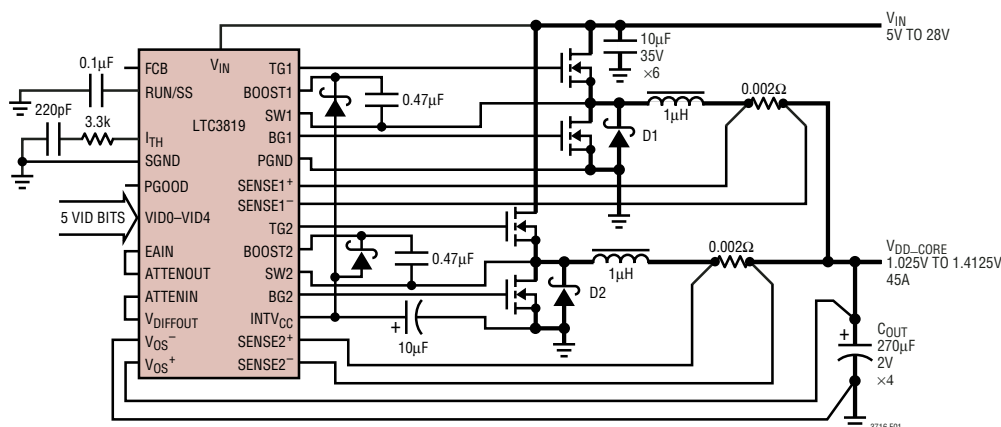 VIN
5V TO 28V
10µF
35V
×6
0.1µF
220pF
3.3k
5 VID BITS
LTC3819
VIN
FCB
RUN/SS
ITH
SGND
PGOOD
VID0–VID4
EAIN
ATTENOUT
ATTENIN
VDIFFOUT
VOS–
VOS+
TG1
BOOST1
SW1
BG1
PGND
SENSE1+
SENSE1–
TG2
BOOST2
SW2
BG2
INTVCC
SENSE2+
SENSE2–
0.47µF
0.47µF
10µF
+
D1
1µH
0.002Ω
D2
1µH
0.002Ω
VDD_CORE
1.025V TO 1.4125V
45A
+
COUT
270µF
2V
×4
3716 F01